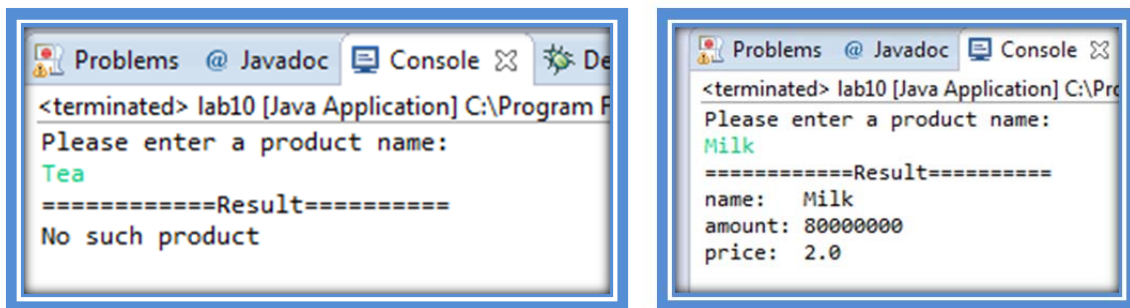 Problems @ Javadoc Console De
<terminated> lab10 [Java Application] C:\Program F
Please enter a product name:
Tea
============Result==========
No such product
Problems @ Javadoc Console
<terminated> lab10 [Java Application] C:\Pro
Please enter a product name:
Milk
============Result==========
name:   Milk
amount: 80000000
price:  2.0